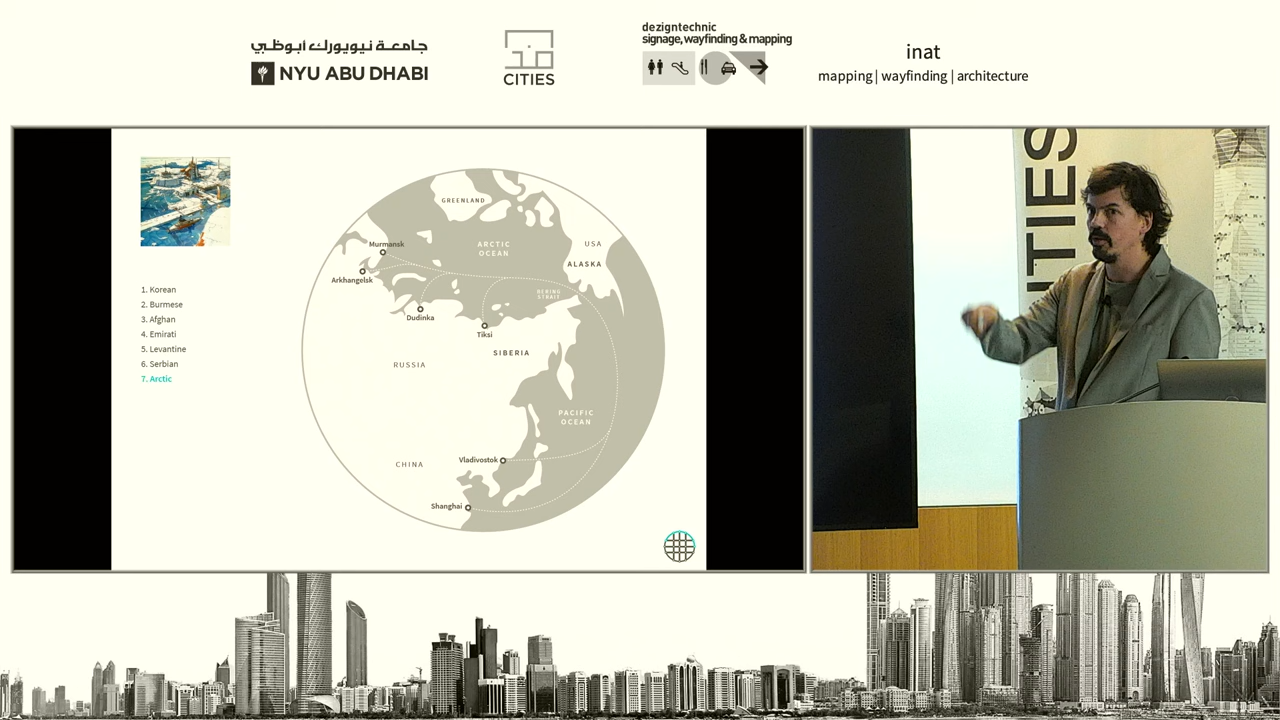 جامعة نيويورك أبوظبي
NYU ABU DHABI
CITIES
dezigntechnic
signage, wayfinding & mapping
inat
mapping | wayfinding | architecture
1. Korean
2. Burmese
3. Afghan
4. Emirati
5. Levantine
6. Serbian
7. Arctic
GREENLAND
Murmansk
ARCTIC
OCEAN
USA
ALASKA
Arkhangelsk
BERING
STRAIT
Dudinka
Tiksi
SIBERIA
RUSSIA
PACIFIC
OCEAN
CHINA
Vladivostok
Shanghai
ITIES